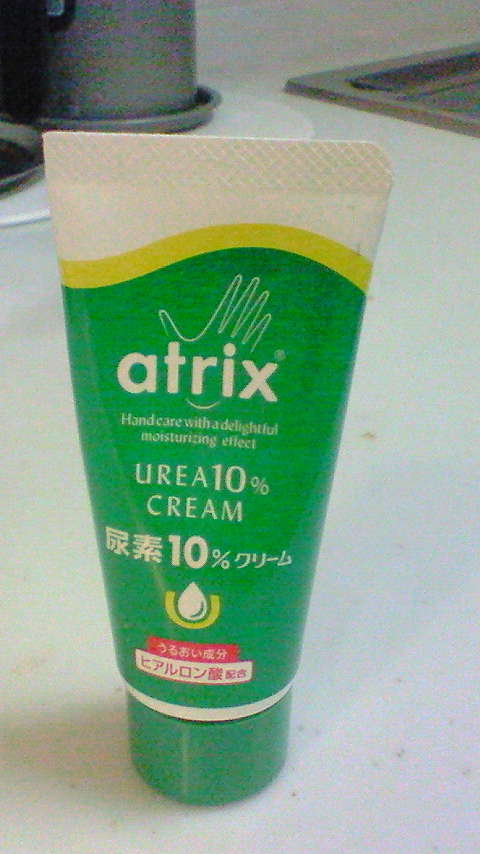 atrix®
Hand care with a delightful
moisturizing effect
UREA10%
CREAM
尿素10%クリーム
うるおい成分
ヒアルロン酸配合